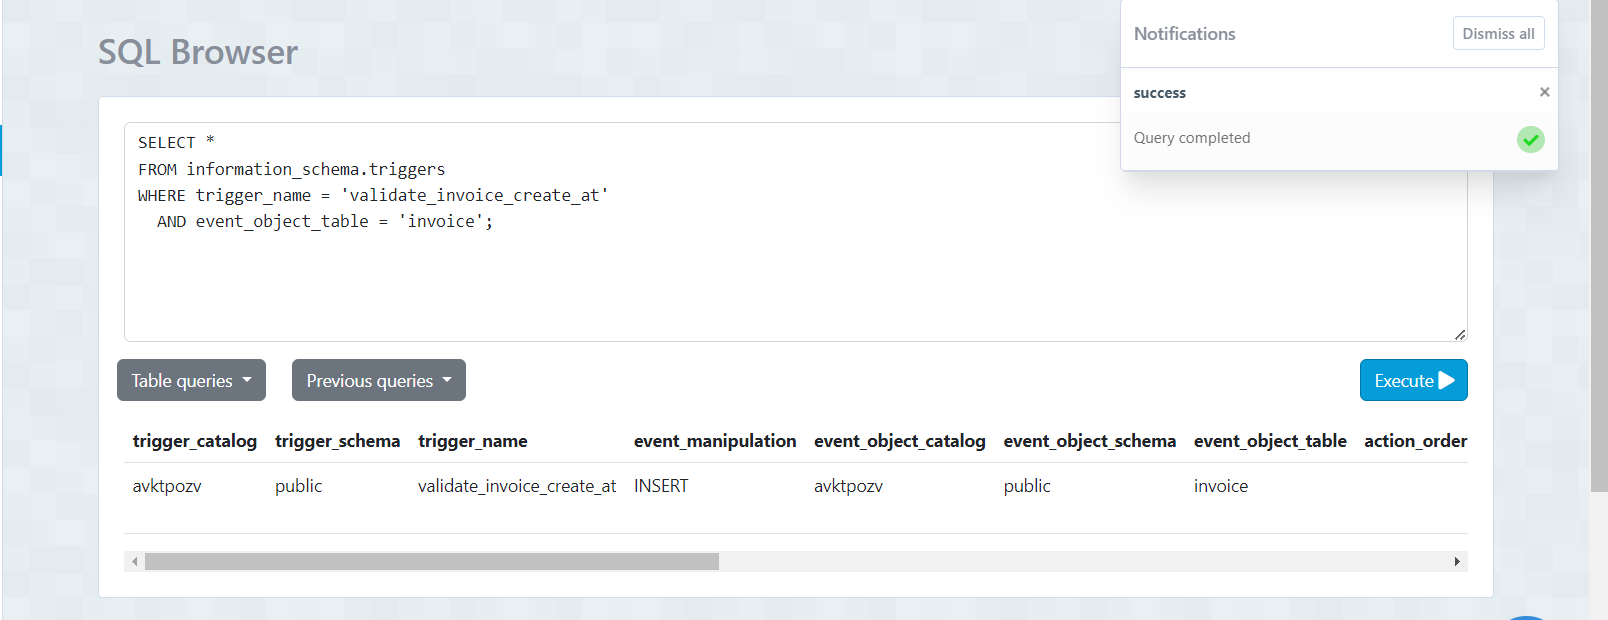 SQL Browser
Notifications
Dismiss all
success
×
Query completed
SELECT *
FROM information_schema.triggers
WHERE trigger_name = 'validate_invoice_create_at'
  AND event_object_table = 'invoice';
Table queries
Previous queries
Execute
trigger_catalog trigger_schema trigger_name event_manipulation event_object_catalog event_object_schema event_object_table action_order
avktpozv public validate_invoice_create_at INSERT avktpozv public invoice